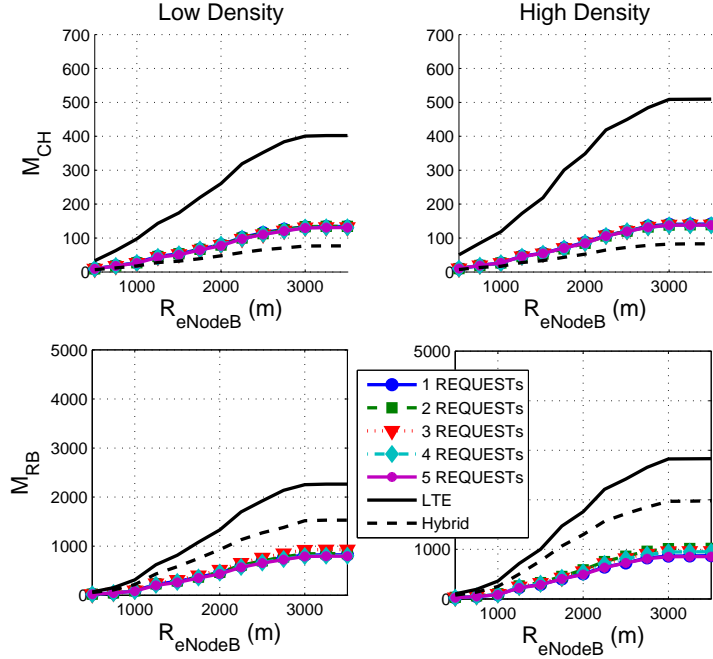 Low Density
High Density
700
600
500
400
300
200
100
0
M_CH
1000
2000
3000
R_eNodeB (m)
700
600
500
400
300
200
100
0
1000
2000
3000
R_eNodeB (m)
5000
4000
3000
2000
1000
0
M_RB
1000
2000
3000
R_eNodeB (m)
5000
1000
0
1000
2000
3000
R_eNodeB (m)
1 REQUESTs
2 REQUESTs
3 REQUESTs
4 REQUESTs
5 REQUESTs
LTE
Hybrid